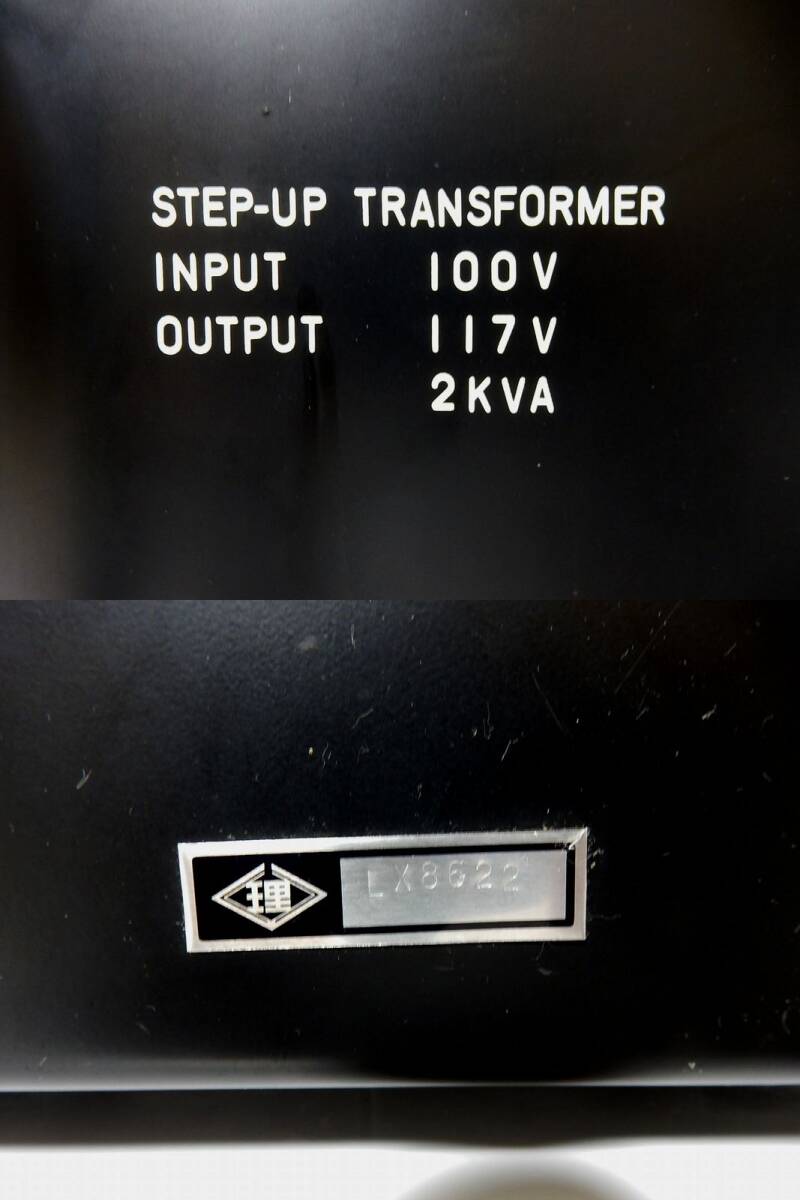 STEP-UP TRANSFORMER
INPUT 100V
OUTPUT 117V
2KVA
理 LX8622